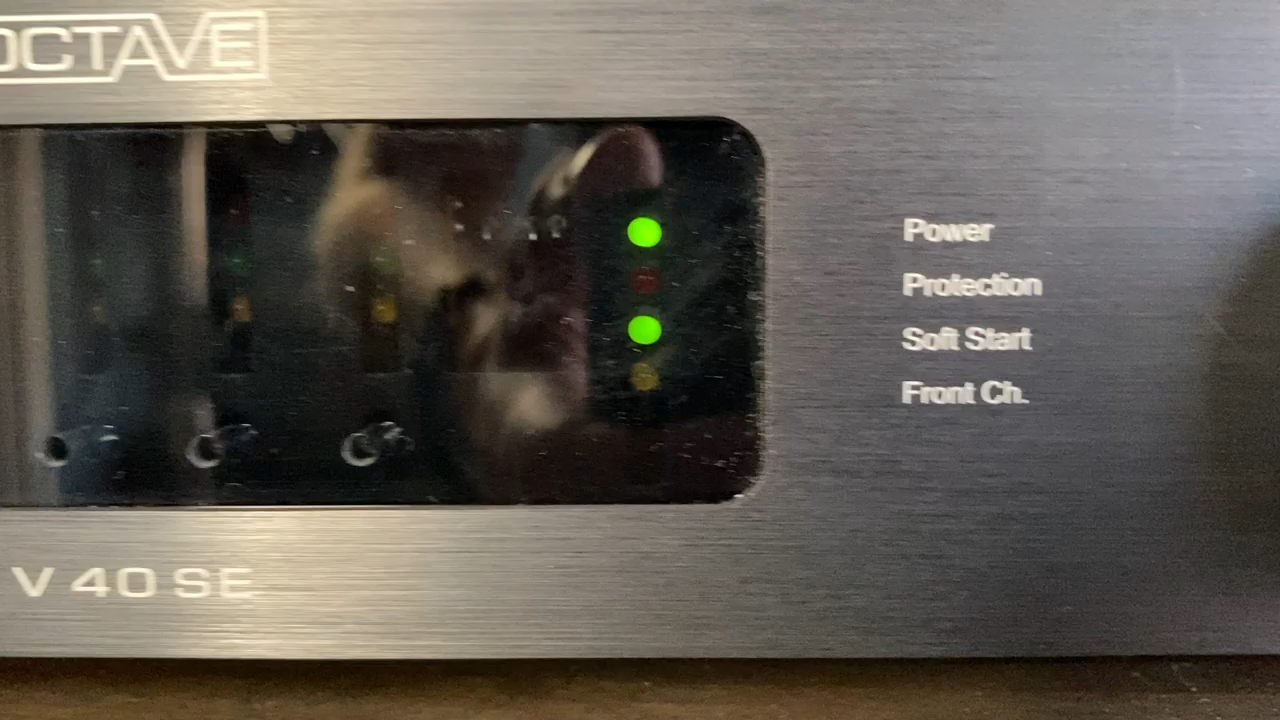 OCTAVE
Power
Protection
Soft Start
Front Ch.
V 40 SE